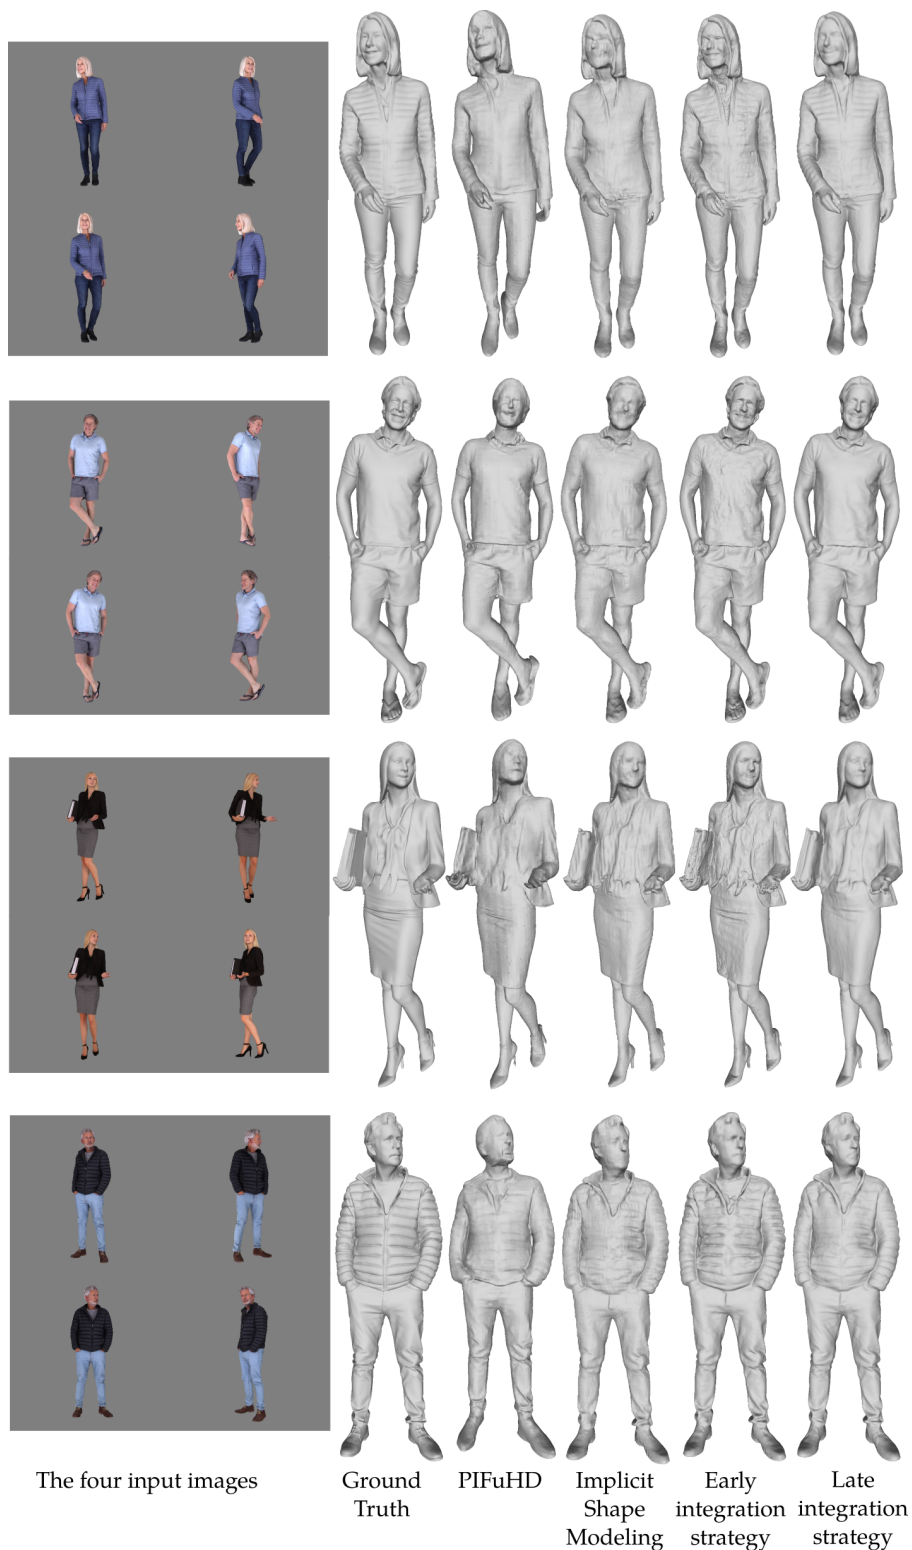 The four input images
Ground
Truth
PIFuHD
Implicit
Shape
Modeling
Early
integration
strategy
Late
integration
strategy